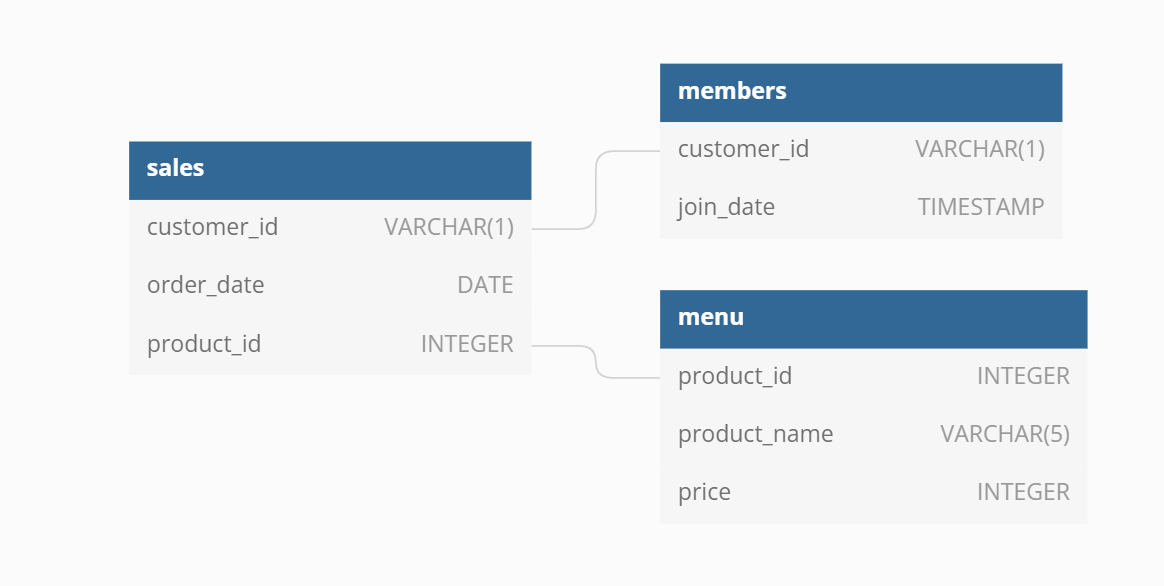 sales
customer_id VARCHAR(1)
order_date DATE
product_id INTEGER
members
customer_id VARCHAR(1)
join_date TIMESTAMP
menu
product_id INTEGER
product_name VARCHAR(5)
price INTEGER